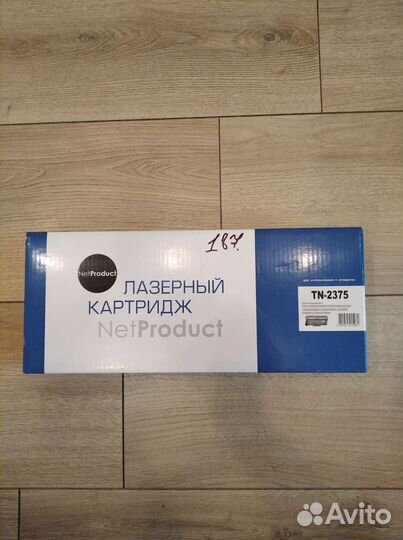 187.
NetProduct
ЛАЗЕРНЫЙ
КАРТРИДЖ
NetProduct
TN-2375
Avito